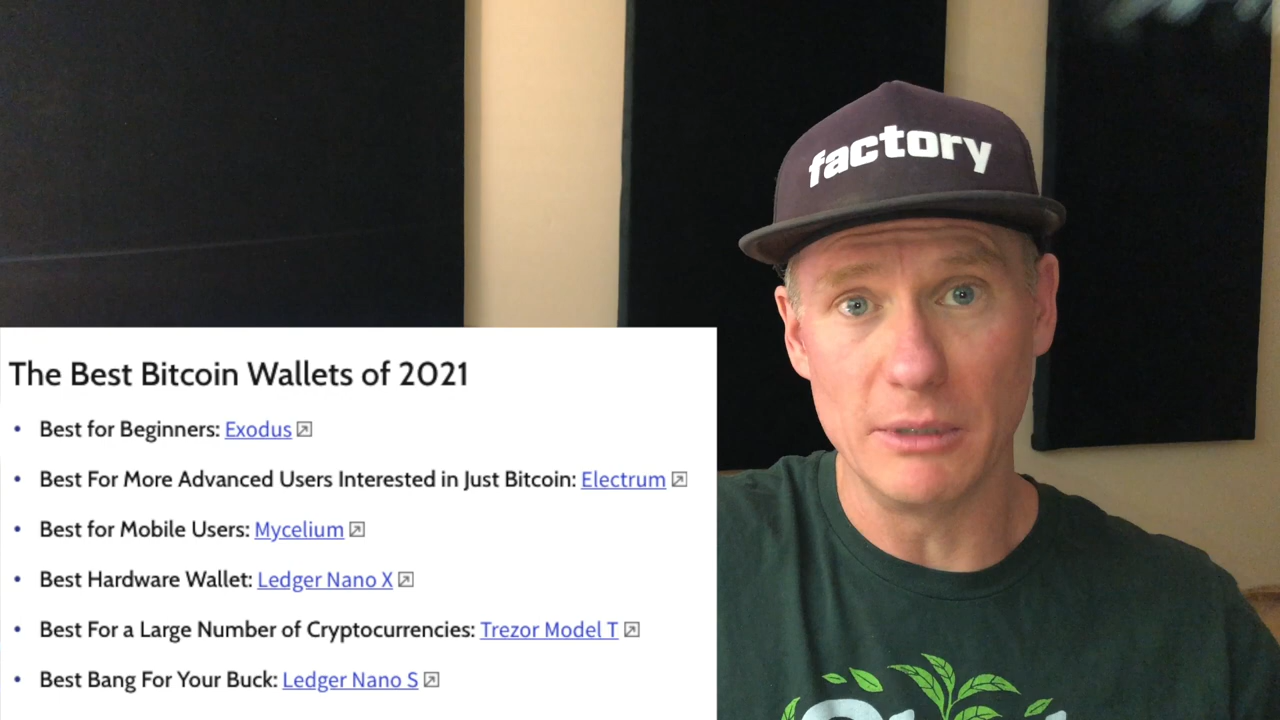 factory
The Best Bitcoin Wallets of 2021
• Best for Beginners: Exodus
• Best For More Advanced Users Interested in Just Bitcoin: Electrum
• Best for Mobile Users: Mycelium
• Best Hardware Wallet: Ledger Nano X
• Best For a Large Number of Cryptocurrencies: Trezor Model T
• Best Bang For Your Buck: Ledger Nano S